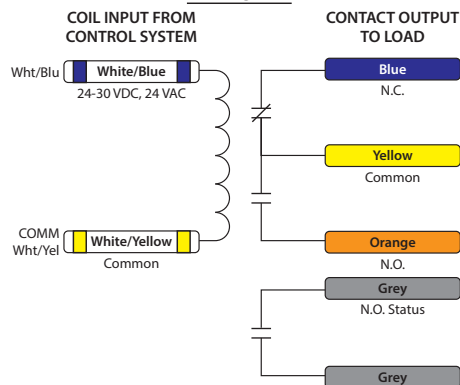 COIL INPUT FROM
CONTROL SYSTEM
Wht/Blu
White/Blue
24-30 VDC, 24 VAC
COMM
Wht/Yel
White/Yellow
Common
CONTACT OUTPUT
TO LOAD
Blue
N.C.
Yellow
Common
Orange
N.O.
Grey
N.O. Status
Grey